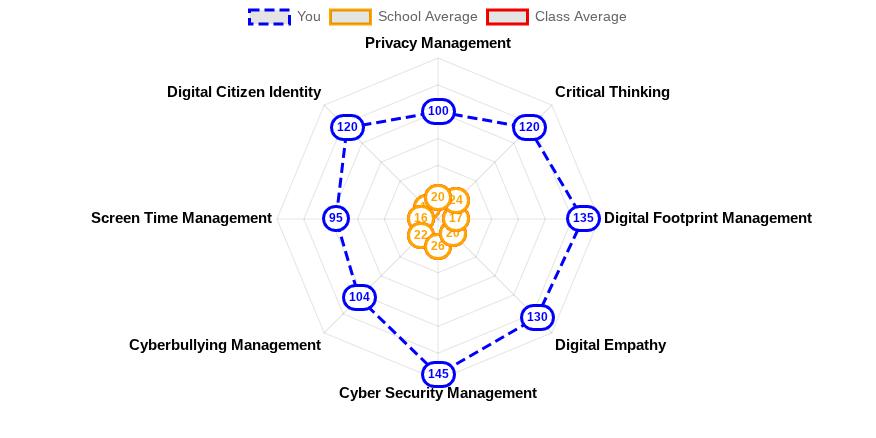 You School Average Class Average
Privacy Management
Digital Citizen Identity Critical Thinking
100
120 120
20
24
95 16 17 135
Screen Time Management Digital Footprint Management
22
26
104
130
Cyberbullying Management Digital Empathy
145
Cyber Security Management